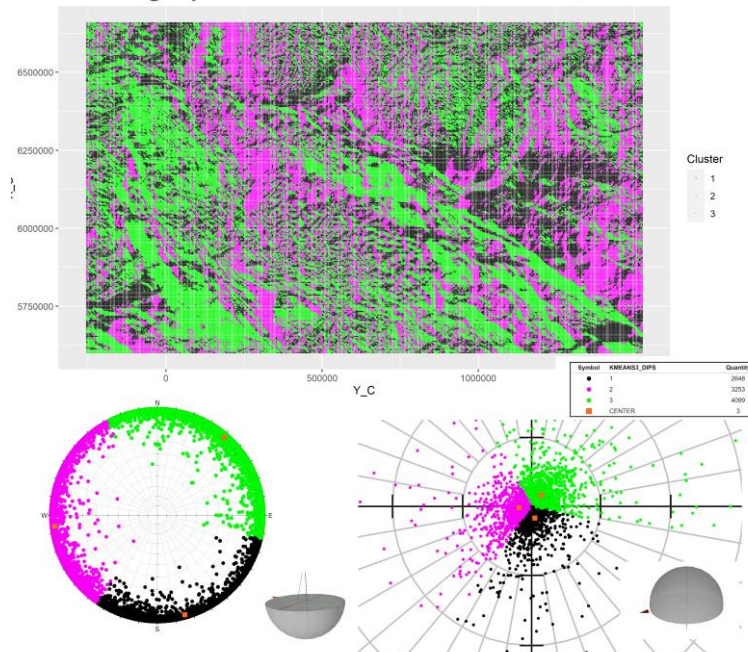 6500000
6250000
6000000
5750000
0
500000
1000000
Y_C
Cluster
1
2
3
Symbol KMEANS3_DIPS Quantity
1 2646
2 3253
3 4099
CENTER 3
N
W
E
S